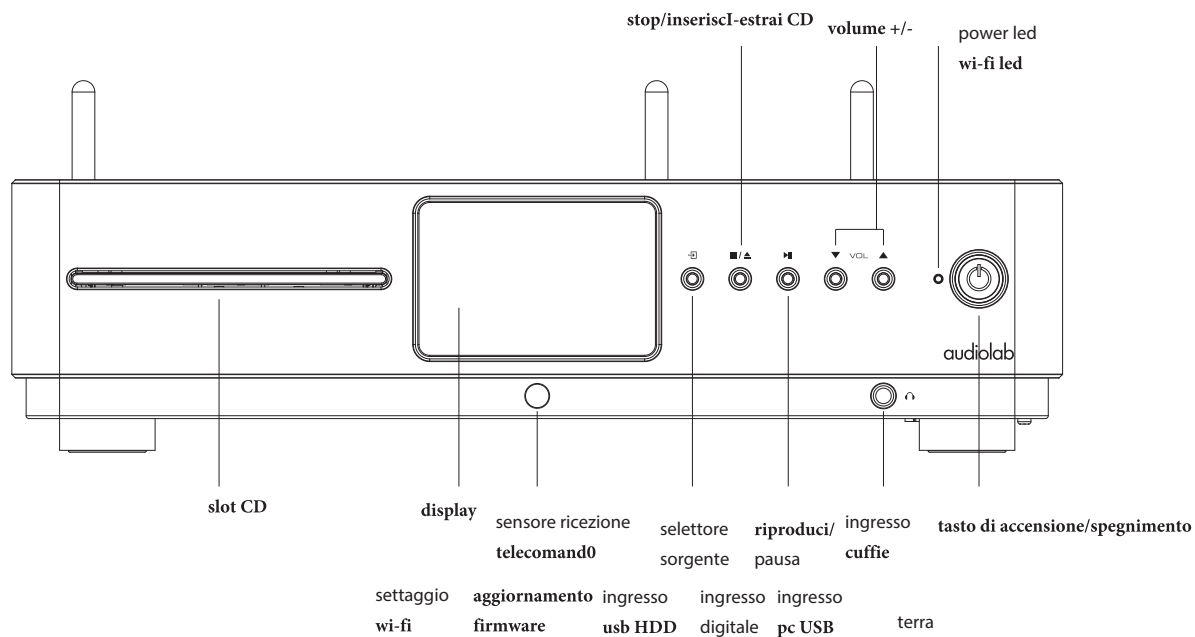 stop/inseriscI-estrai CD
volume +/-
power led
wi-fi led
VOL
audiolab
slot CD
display
sensore ricezione
telecomand0
selettore
sorgente
riproduci/
pausa
ingresso
cuffie
tasto di accensione/spegnimento
settaggio
wi-fi
aggiornamento
firmware
ingresso
usb HDD
ingresso
digitale
ingresso
pc USB
terra